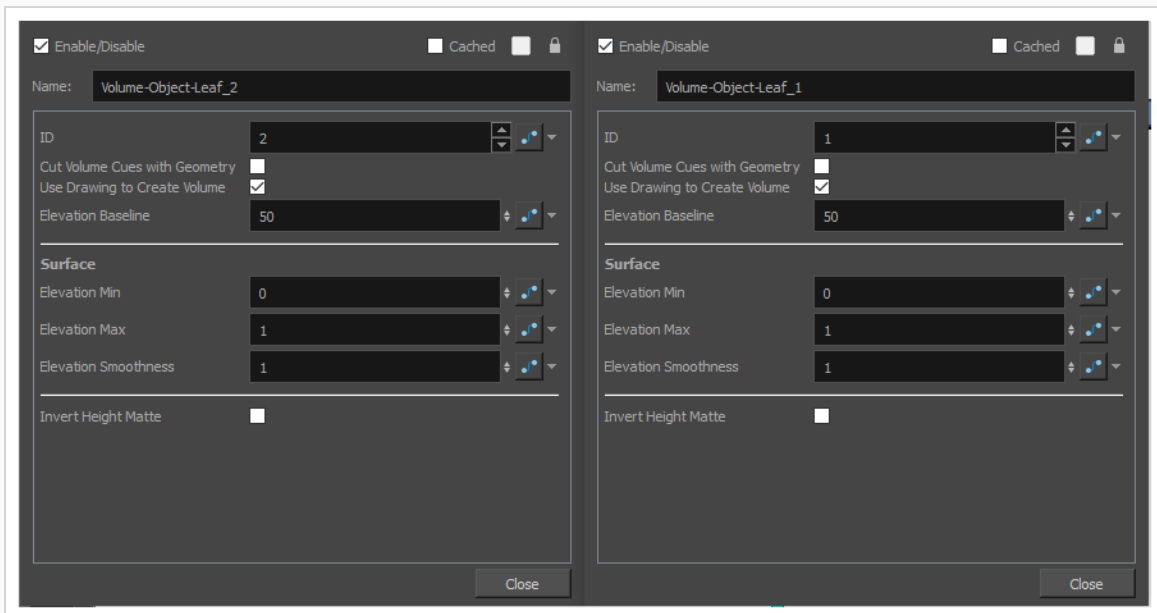 Enable/Disable Cached
Name: Volume-Object-Leaf_2
ID 2
Cut Volume Cues with Geometry
Use Drawing to Create Volume
Elevation Baseline 50
Surface
Elevation Min 0
Elevation Max 1
Elevation Smoothness 1
Invert Height Matte
Close
Enable/Disable Cached
Name: Volume-Object-Leaf_1
ID 1
Cut Volume Cues with Geometry
Use Drawing to Create Volume
Elevation Baseline 50
Surface
Elevation Min 0
Elevation Max 1
Elevation Smoothness 1
Invert Height Matte
Close